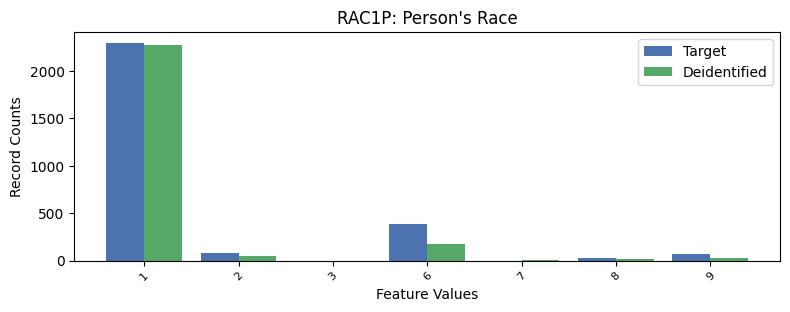 RAC1P: Person's Race
Target
Deidentified
Record Counts
2000
1500
1000
500
0
1 2 3 6 7 8 9
Feature Values